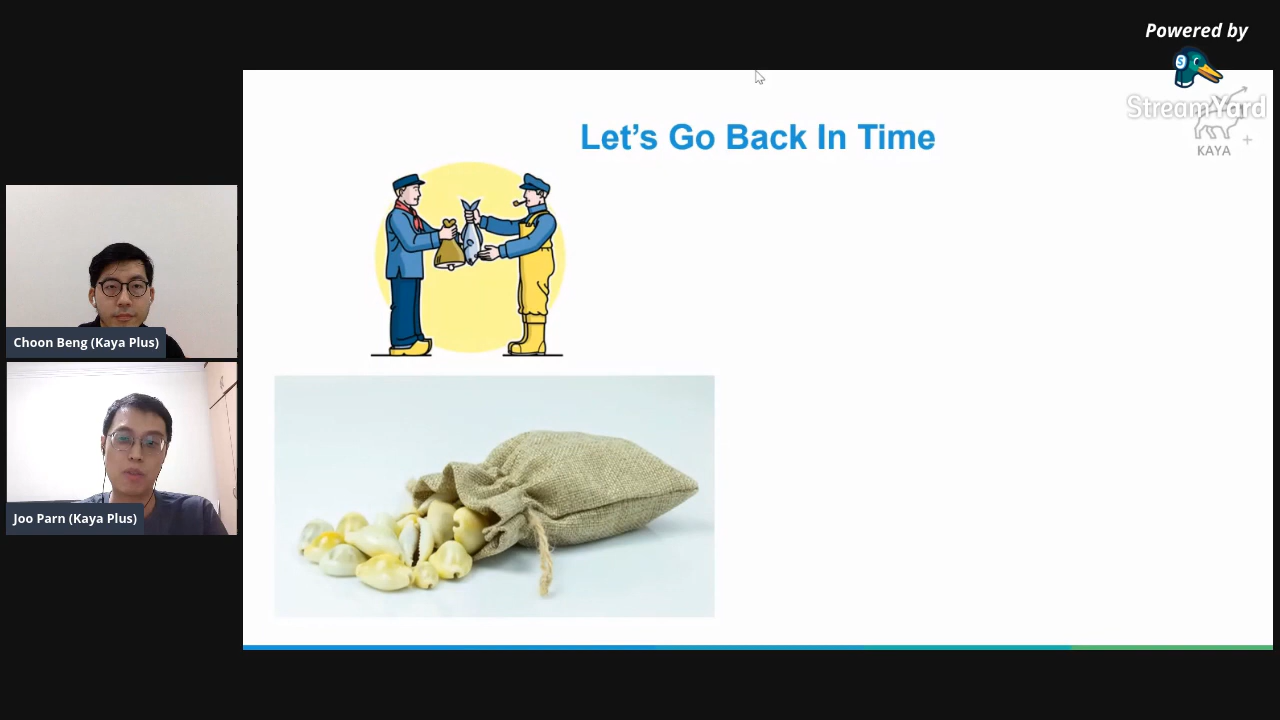 Powered by
StreamYard
KAYA
Let's Go Back In Time
Choon Beng (Kaya Plus)
Joo Parn (Kaya Plus)